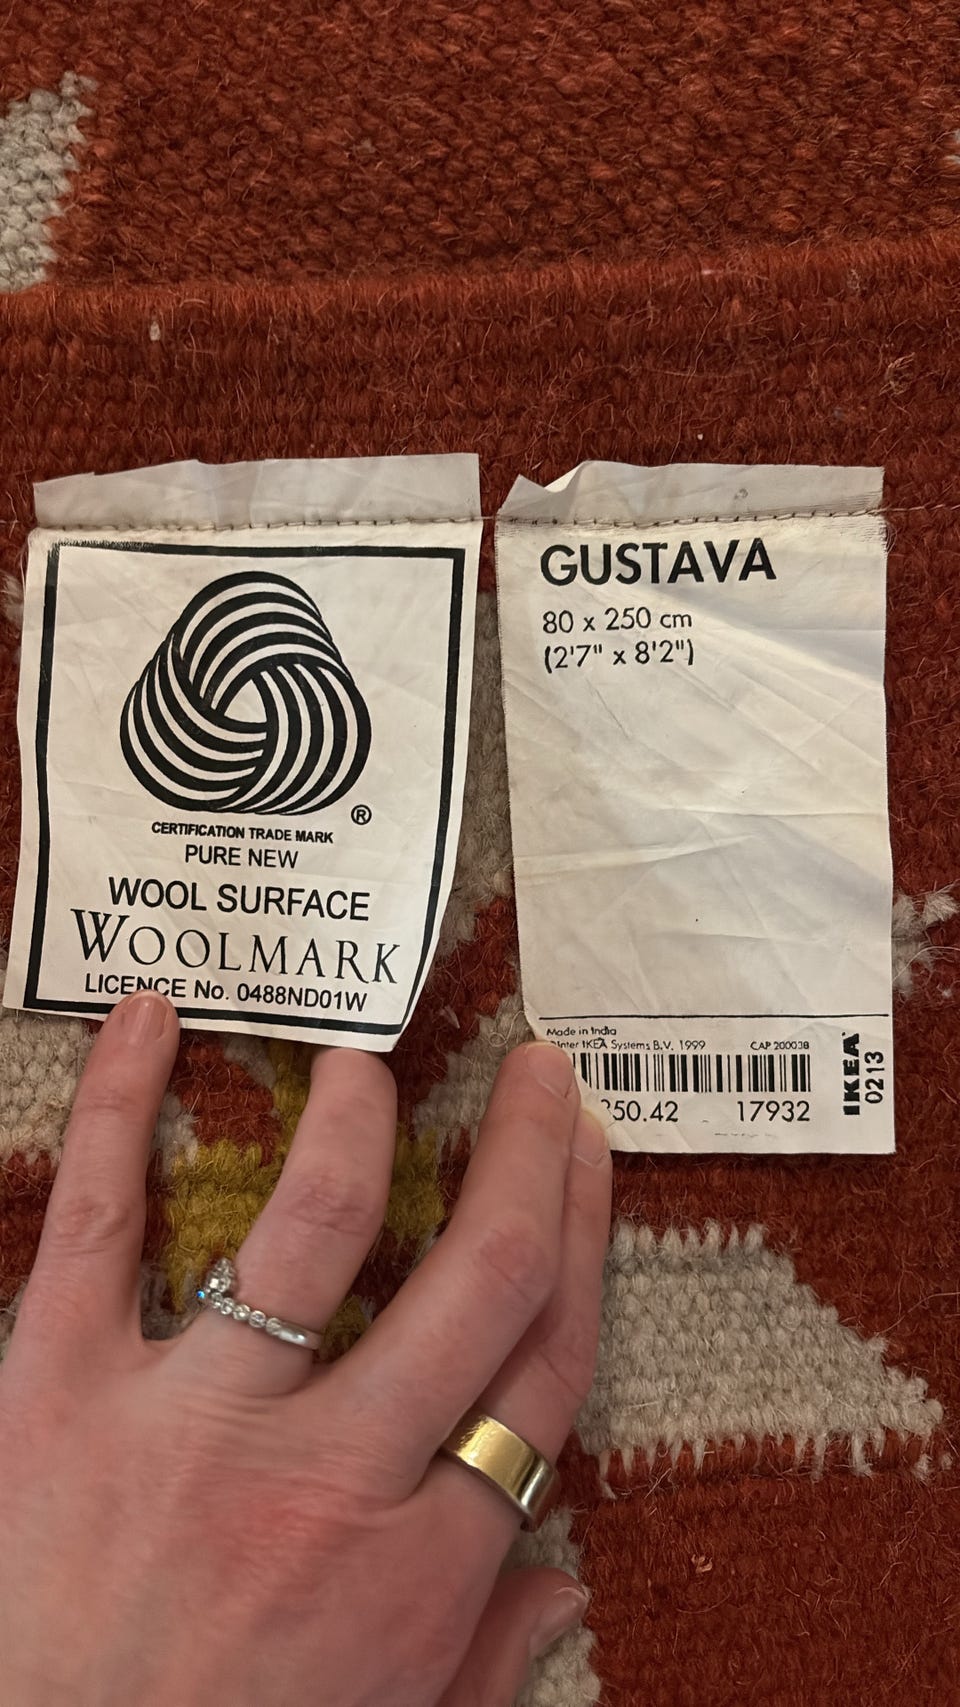 ®
CERTIFICATION TRADE MARK
PURE NEW
WOOL SURFACE
WOOLMARK
LICENCE No. 0488ND01W
GUSTAVA
80 x 250 cm
(2'7" x 8'2")
Made in India
Inter IKEA Systems B.V. 1999 CAP 200038
50.42 17932
IKEA
0213